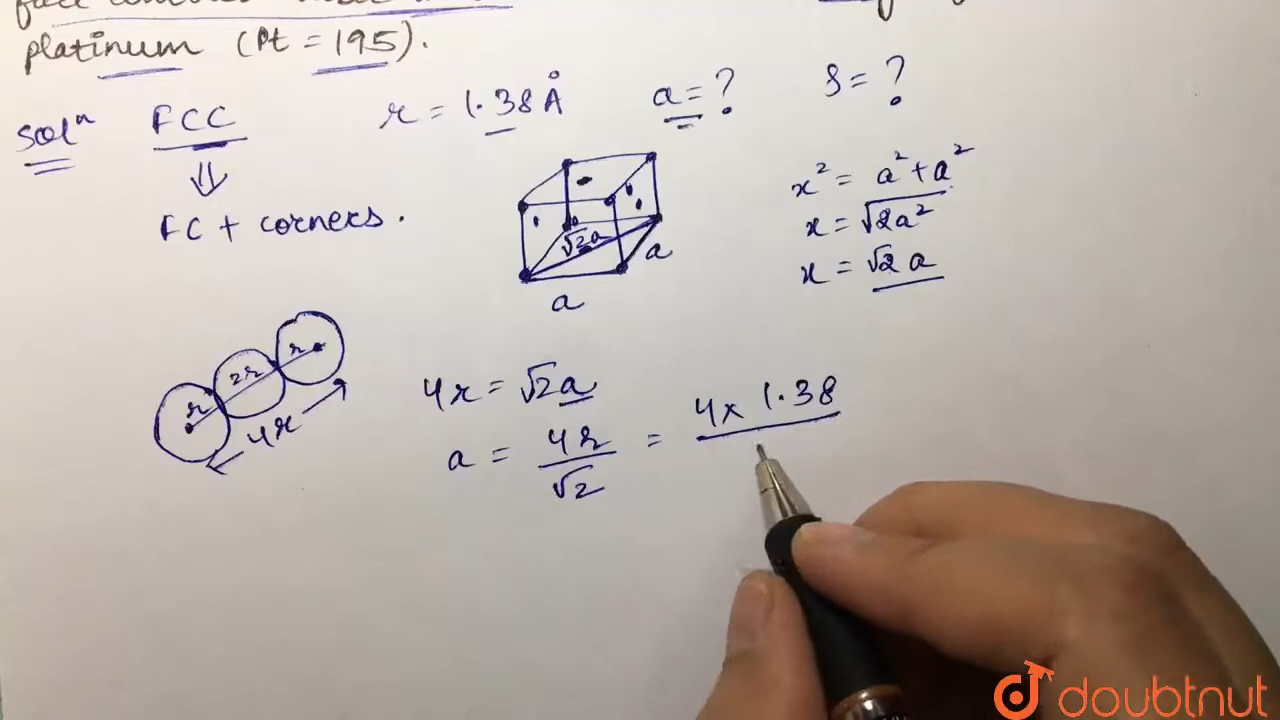 platinum (Pt = 195).
Solⁿ FCC r = 1.38 Å a = ? ρ = ?
⇓
FC + corners.
√2a
a
a
x² = a² + a²
x = √2a²
x = √2 a
r 2r r
4r
4r = √2a
a = 4r/√2 = 4 x 1.38
doubtnut